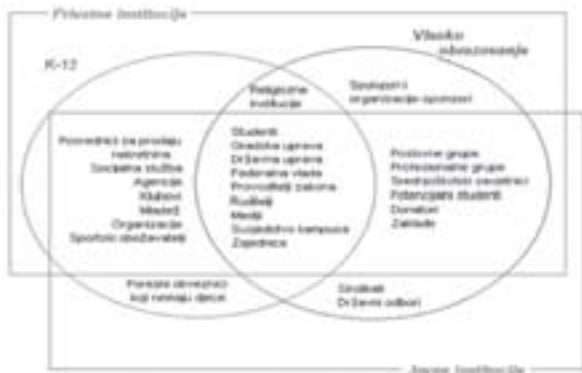 Privatne institucije
Visoko
obrazovanje
K-12
Religiozne
institucije
Sponzori i
organizacije-sponzori
Posrednici za prodaju
nekretnina
Socijalna služba
Agencije
Klubovi
Mladež
Organizacije
Sportski obožavatelji
Studenti
Gradska uprava
Državna uprava
Federalna vlada
Provoditelji zakona
Roditelji
Mediji
Susjedstvo kampusa
Zajednica
Poslovne grupe
Profesionalne grupe
Srednjoškolski savjetnici
Potencijalni studenti
Donatori
Zaklade
Porezni obveznici
koji nemaju djecu
Sindikati
Državni odbori
Javne institucije